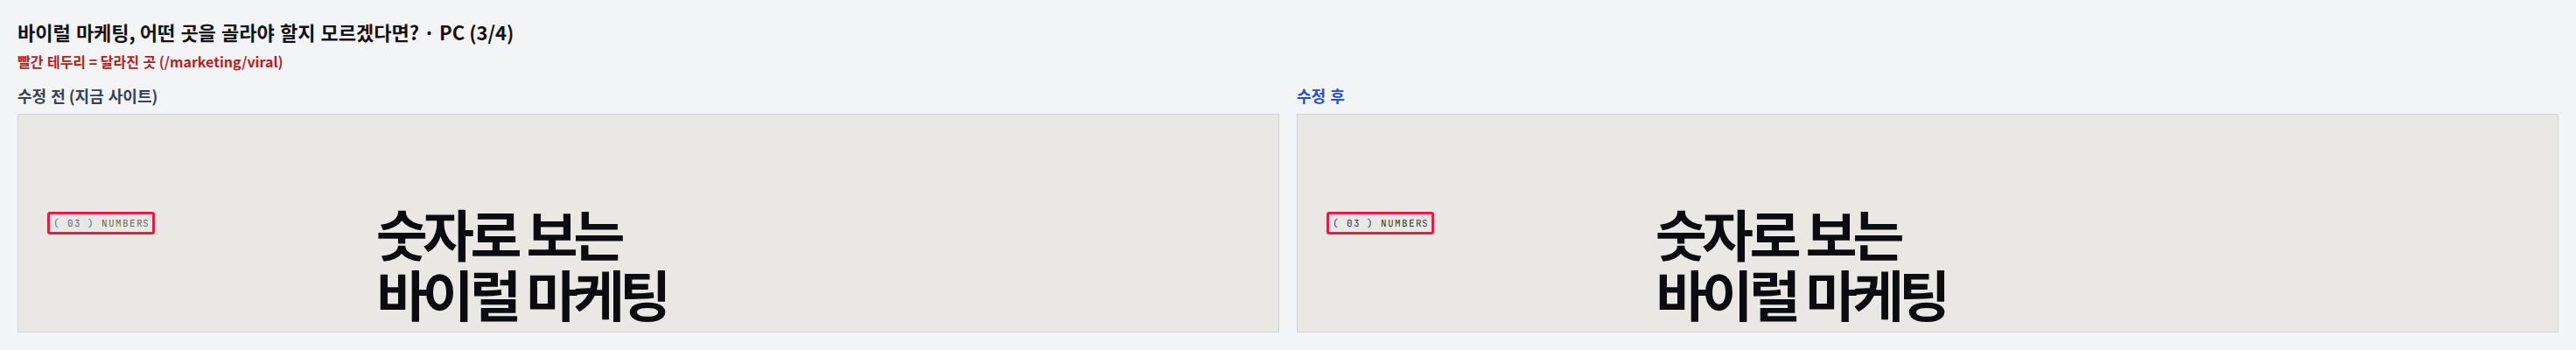 바이럴 마케팅, 어떤 곳을 골라야 할지 모르겠다면? · PC (3/4)
빨간 테두리 = 달라진 곳 (/marketing/viral)
수정 전 (지금 사이트)
( 03 ) NUMBERS
숫자로 보는
바이럴 마케팅
수정 후
( 03 ) NUMBERS
숫자로 보는
바이럴 마케팅